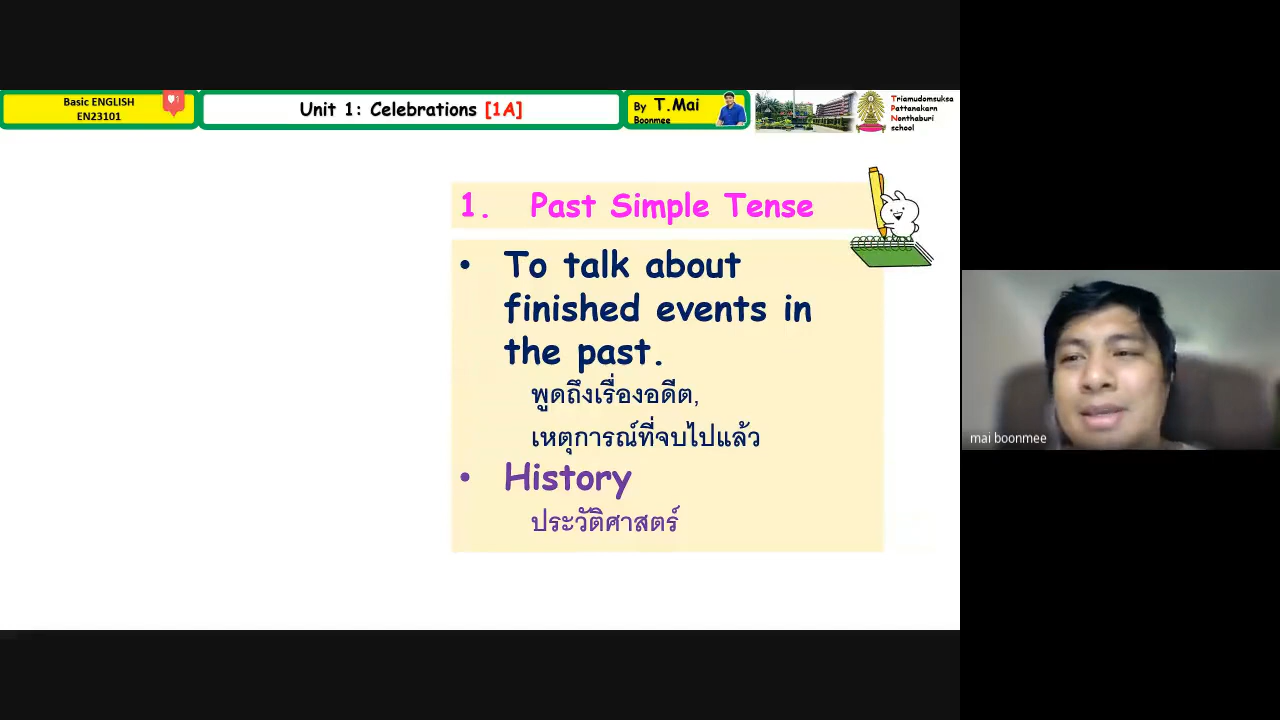 Basic ENGLISH
EN23101
Unit 1: Celebrations [1A]
By T.Mai
Boonmee
Triamudomsuksa
Pattanakarn
Nonthaburi
school
1. Past Simple Tense
• To talk about
finished events in
the past.
พูดถึงเรื่องอดีต,
เหตุการณ์ที่จบไปแล้ว
• History
ประวัติศาสตร์
mai boonmee